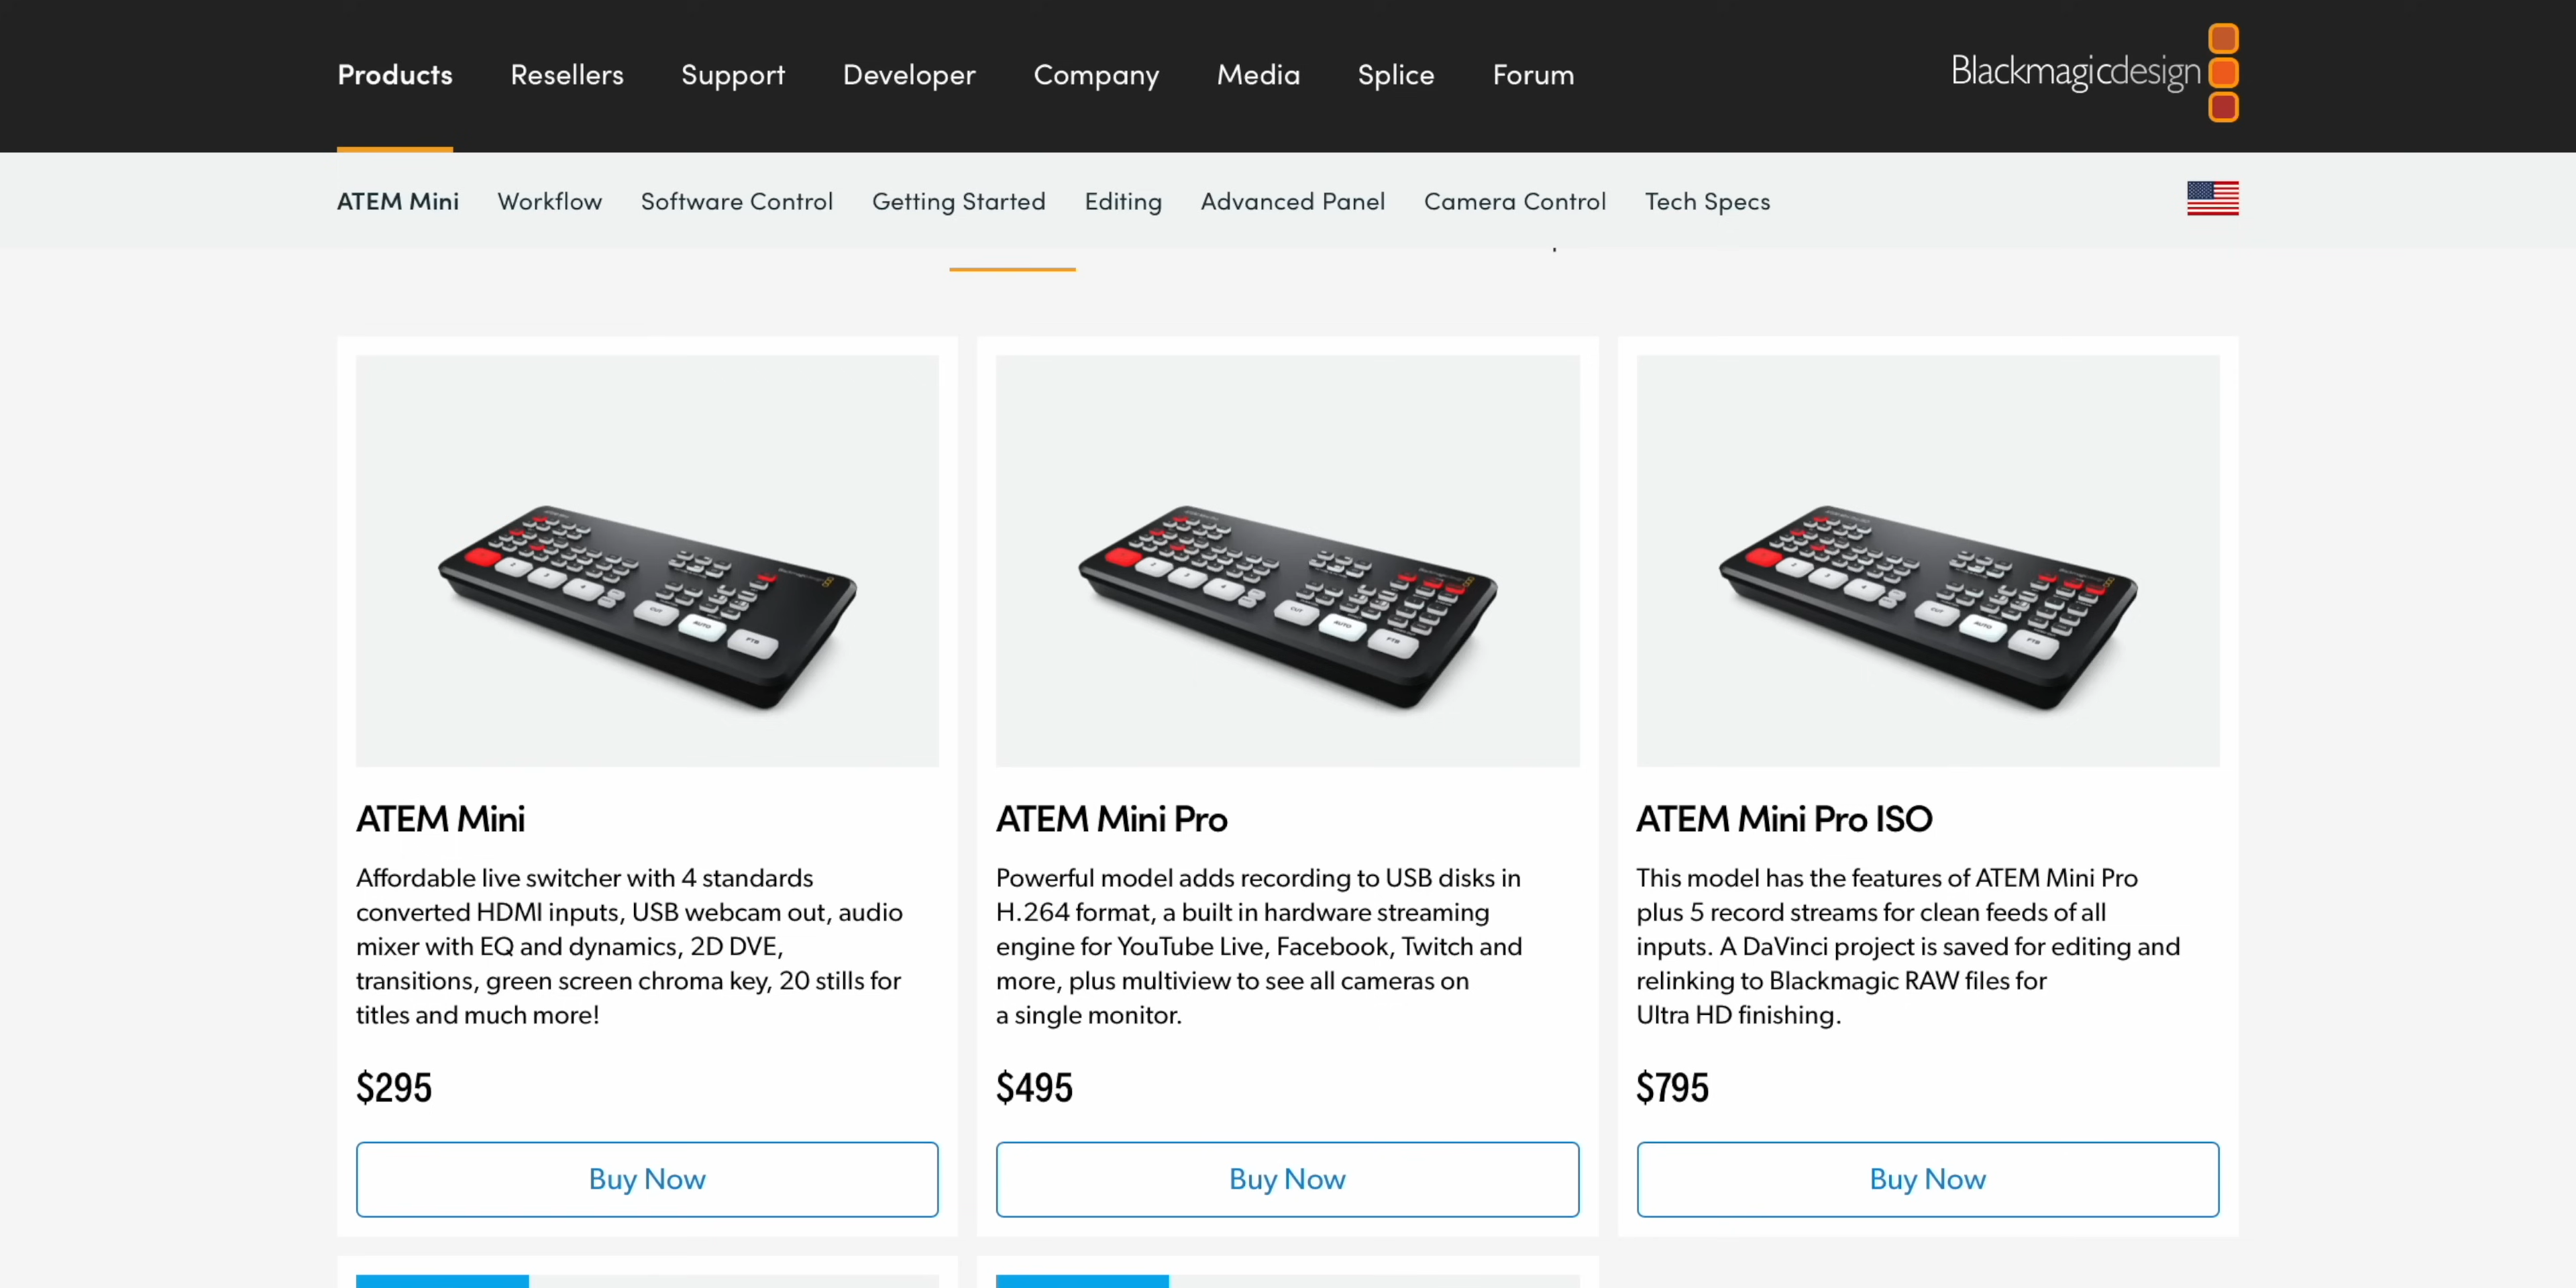 Products Resellers Support Developer Company Media Splice Forum
Blackmagicdesign
ATEM Mini Workflow Software Control Getting Started Editing Advanced Panel Camera Control Tech Specs
ATEM Mini
Affordable live switcher with 4 standards
converted HDMI inputs, USB webcam out, audio
mixer with EQ and dynamics, 2D DVE,
transitions, green screen chroma key, 20 stills for
titles and much more!
$295
Buy Now
ATEM Mini Pro
Powerful model adds recording to USB disks in
H.264 format, a built in hardware streaming
engine for YouTube Live, Facebook, Twitch and
more, plus multiview to see all cameras on
a single monitor.
$495
Buy Now
ATEM Mini Pro ISO
This model has the features of ATEM Mini Pro
plus 5 record streams for clean feeds of all
inputs. A DaVinci project is saved for editing and
relinking to Blackmagic RAW files for
Ultra HD finishing.
$795
Buy Now